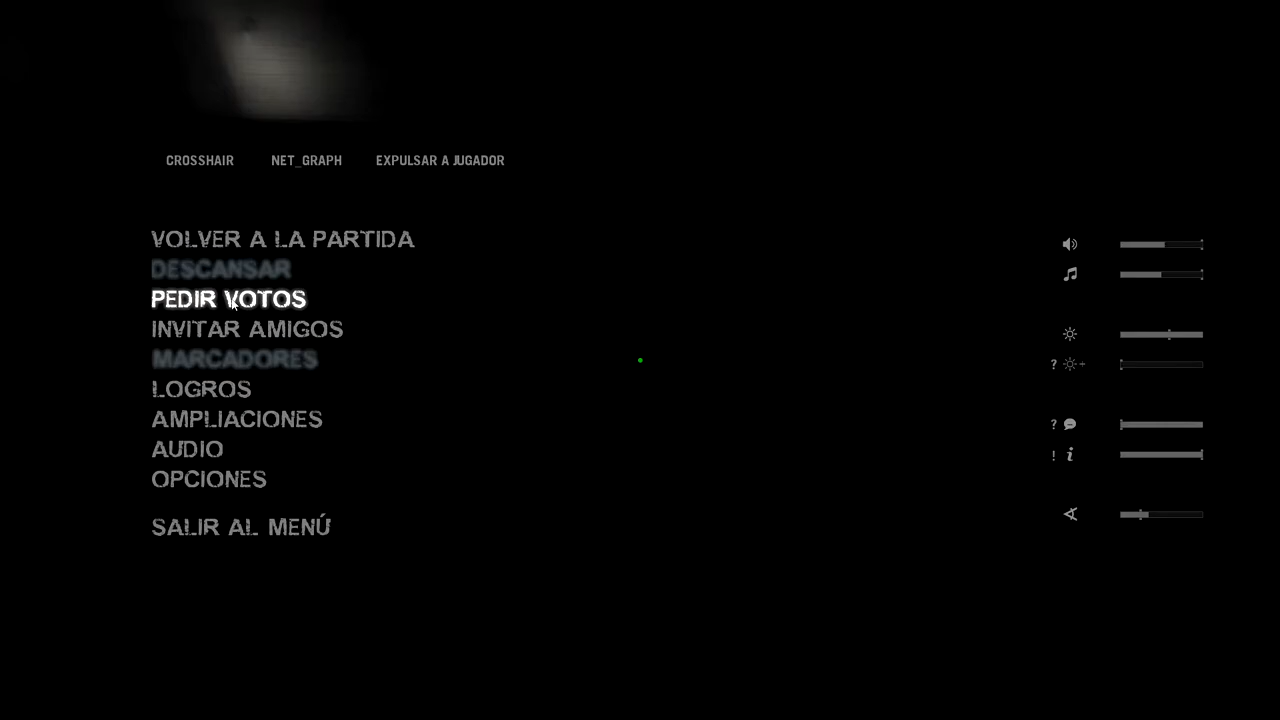 CROSSHAIR NET_GRAPH EXPULSAR A JUGADOR
VOLVER A LA PARTIDA
DESCANSAR
PEDIR VOTOS
INVITAR AMIGOS
? +
MARCADORES
LOGROS
AMPLIACIONES
?
AUDIO
! i
OPCIONES
SALIR AL MENÚ